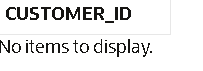 CUSTOMER_ID
No items to display.